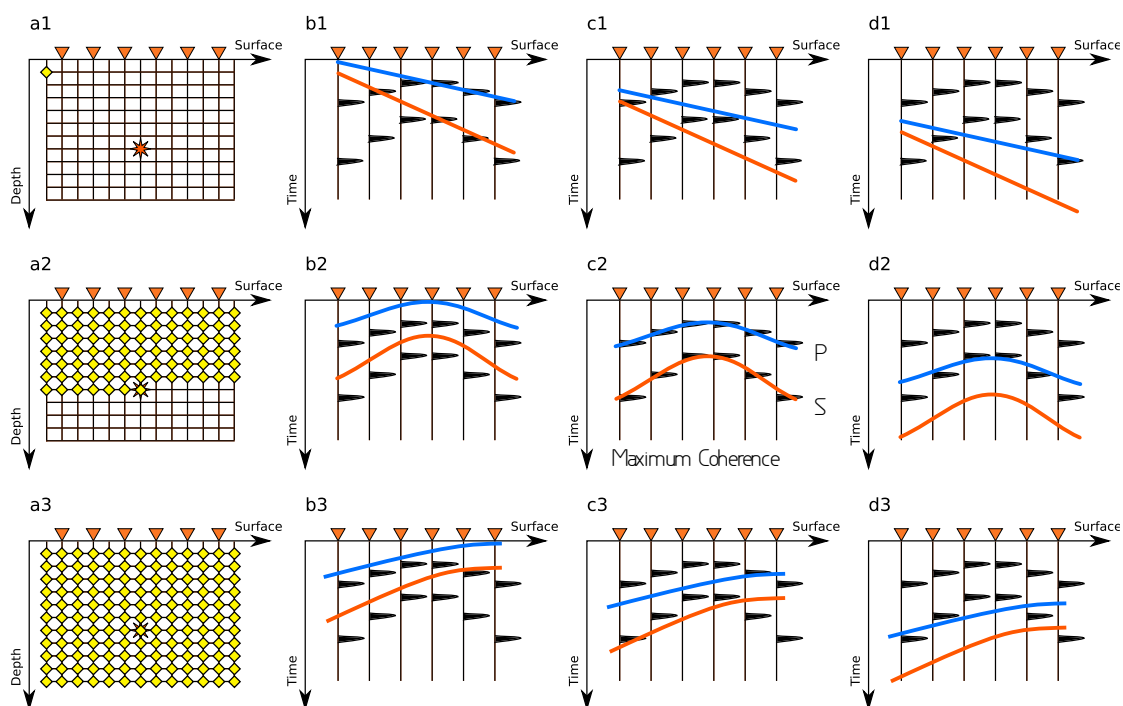 a1
b1
c1
d1
Surface
Surface
Surface
Surface
Depth
Time
Time
Time
a2
b2
c2
d2
Surface
Surface
Surface
Surface
P
S
Depth
Time
Time
Time
Maximum Coherence
a3
b3
c3
d3
Surface
Surface
Surface
Surface
Depth
Time
Time
Time